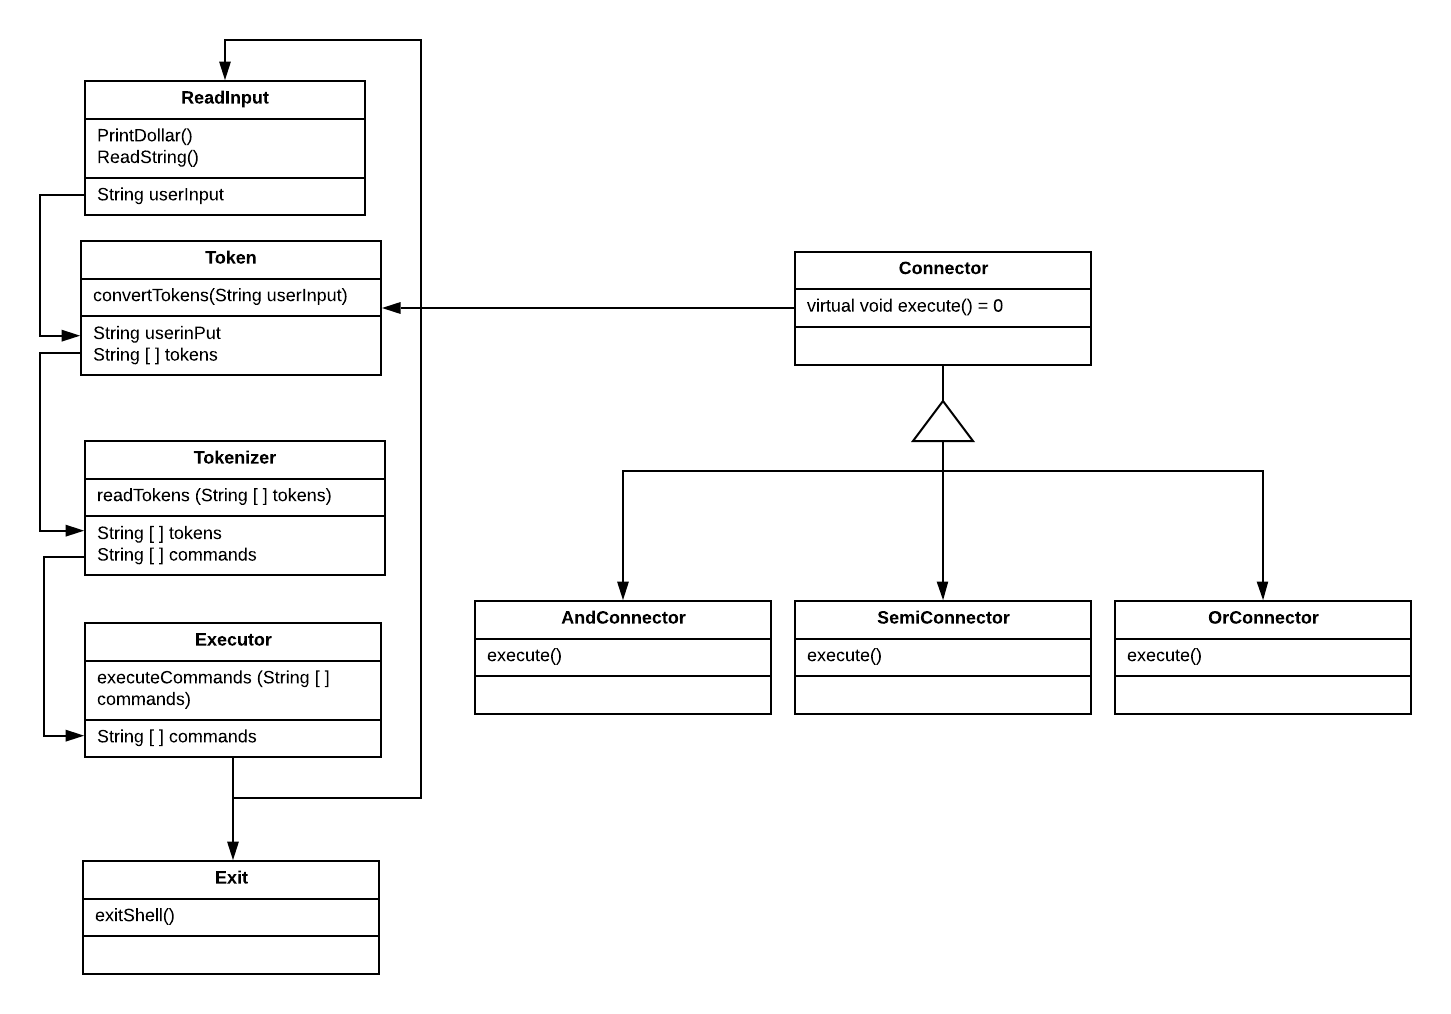 ReadInput
PrintDollar()
ReadString()
String userInput
Token
convertTokens(String userInput)
String userinPut
String [ ] tokens
Tokenizer
readTokens (String [ ] tokens)
String [ ] tokens
String [ ] commands
Executor
executeCommands (String [ ]
commands)
String [ ] commands
Exit
exitShell()
Connector
virtual void execute() = 0
AndConnector
execute()
SemiConnector
execute()
OrConnector
execute()